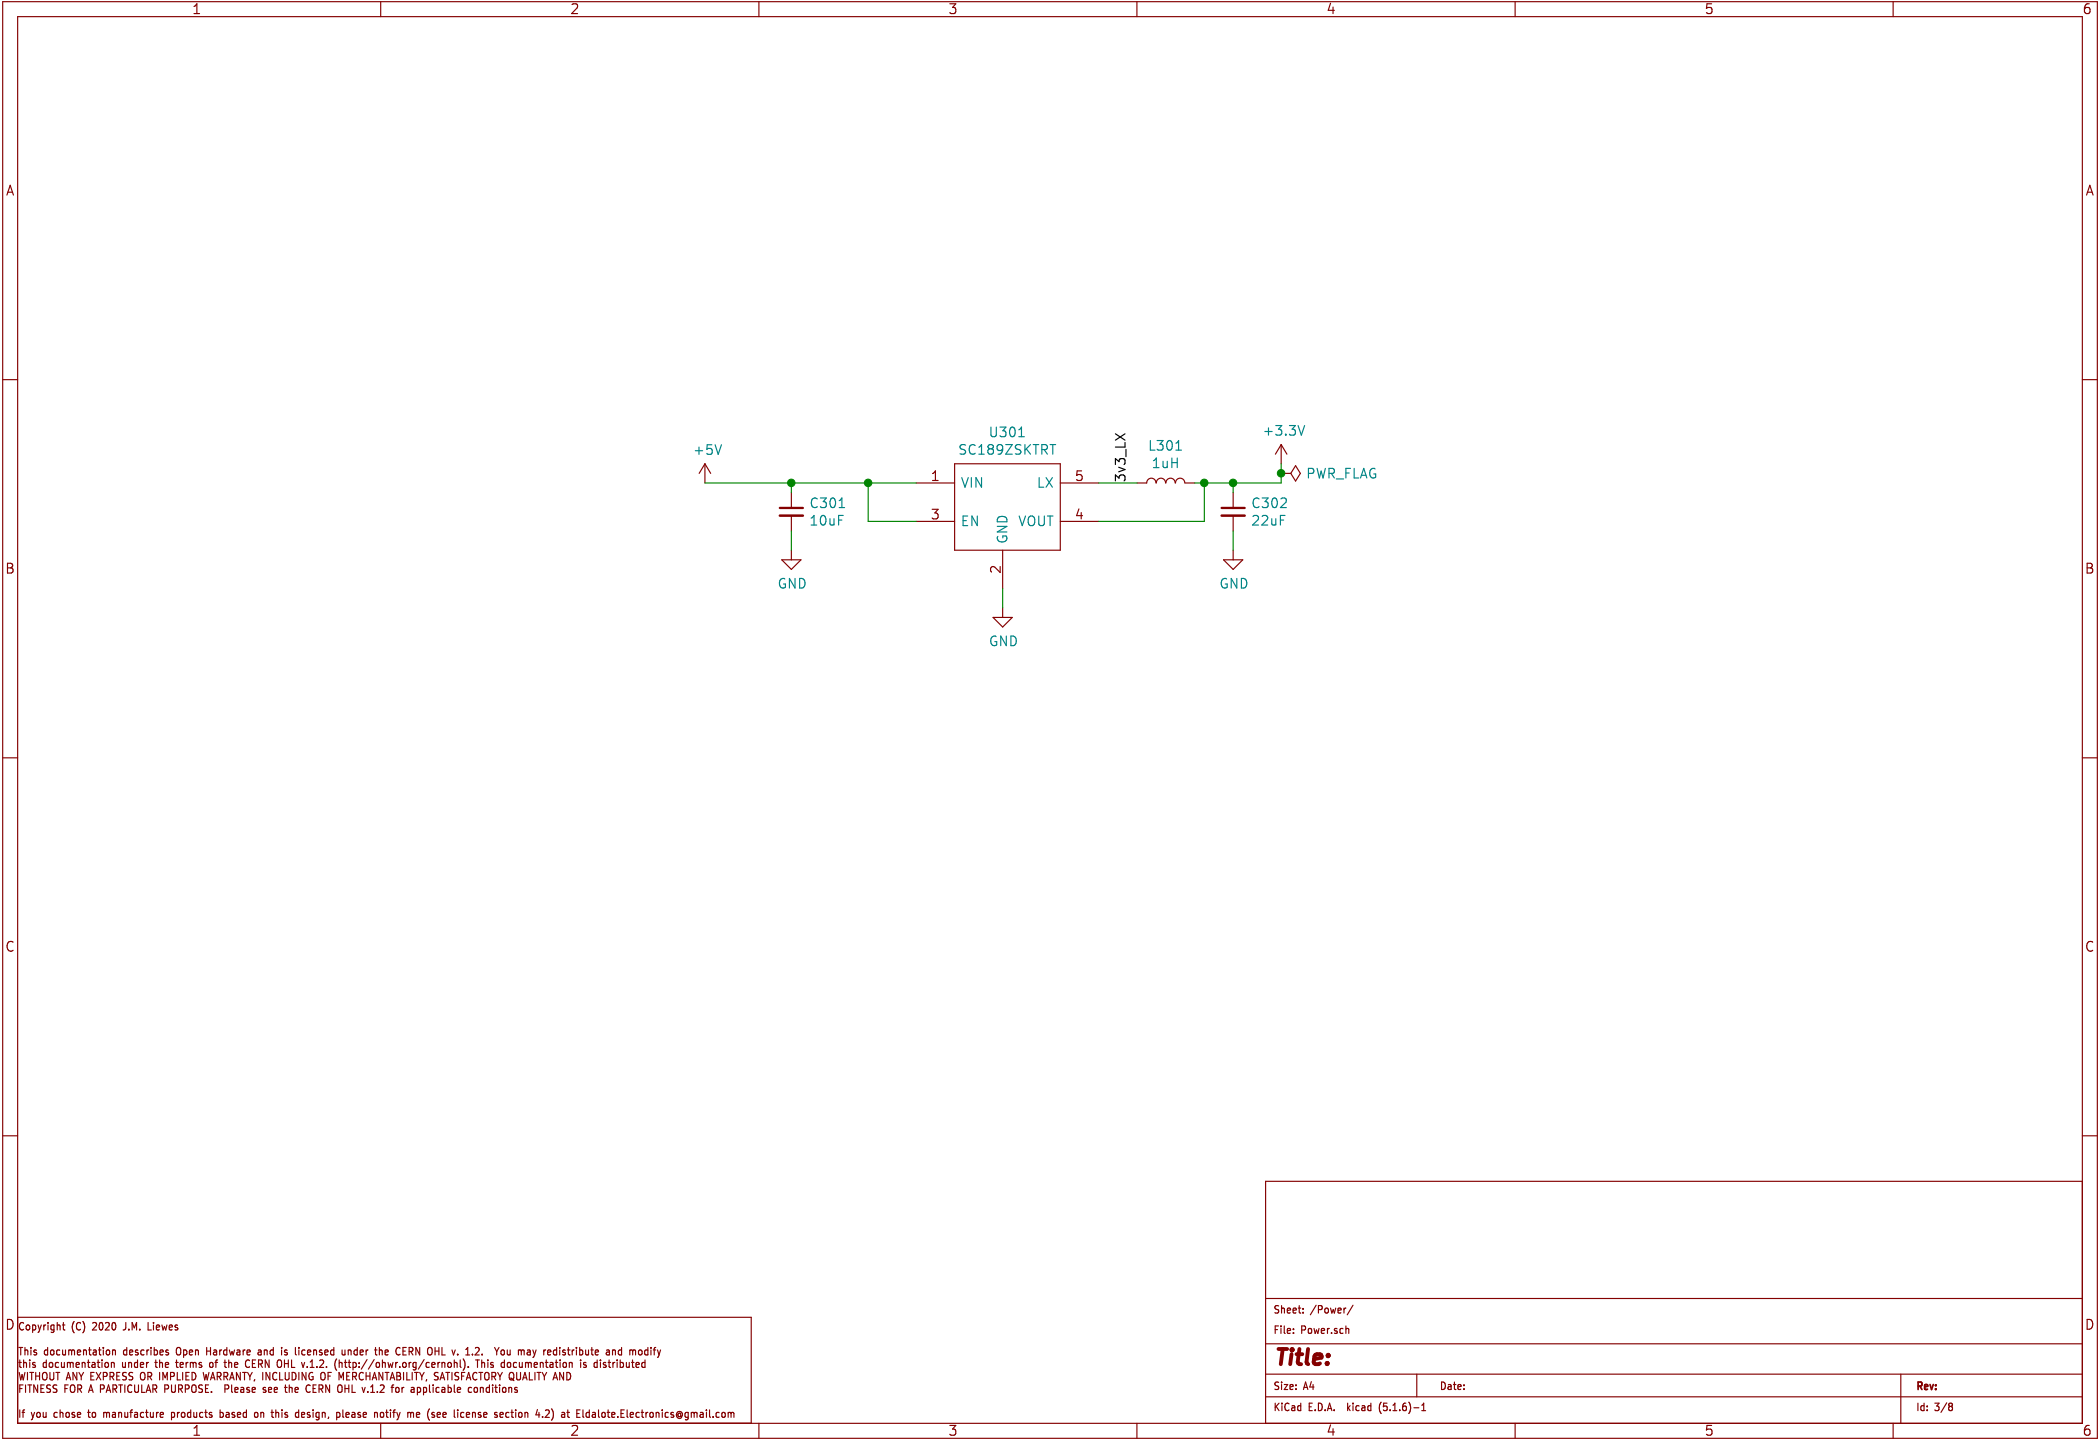 1 2 3 4 5 6
A A
B B
C C
D D
+5V
C301
10uF
GND
U301
SC189ZSKTRT
1 VIN
3 EN
GND
2
LX 5
VOUT 4
GND
3v3_LX
L301
1uH
+3.3V
PWR_FLAG
C302
22uF
GND
Copyright (C) 2020 J.M. Liewes
This documentation describes Open Hardware and is licensed under the CERN OHL v. 1.2.  You may redistribute and modify
this documentation under the terms of the CERN OHL v.1.2. (http://ohwr.org/cernohl). This documentation is distributed
WITHOUT ANY EXPRESS OR IMPLIED WARRANTY, INCLUDING OF MERCHANTABILITY, SATISFACTORY QUALITY AND
FITNESS FOR A PARTICULAR PURPOSE.  Please see the CERN OHL v.1.2 for applicable conditions
If you chose to manufacture products based on this design, please notify me (see license section 4.2) at Eldalote.Electronics@gmail.com
Sheet: /Power/
File: Power.sch
Title:
Size: A4 Date: Rev:
KiCad E.D.A.  kicad (5.1.6)-1 Id: 3/8
1 2 3 4 5 6